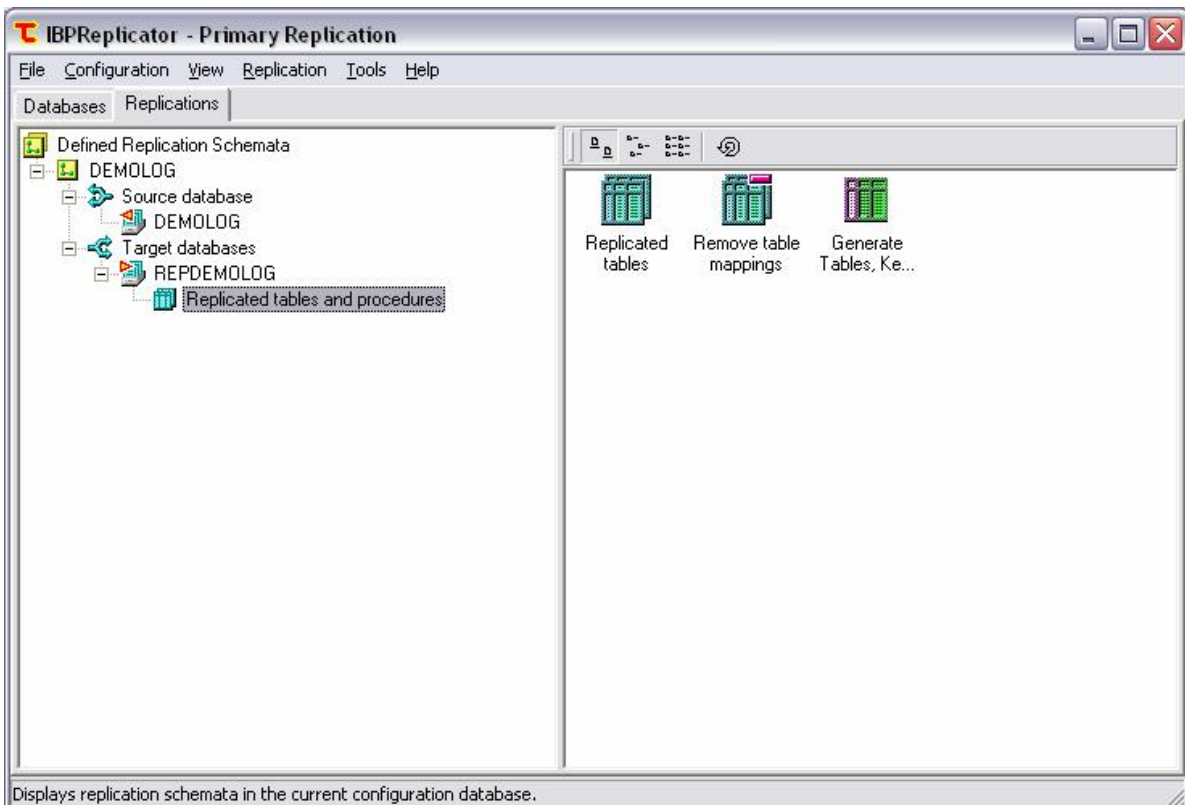 IBPReplicator - Primary Replication
File Configuration View Replication Tools Help
Databases Replications
Defined Replication Schemata
DEMOLOG
Source database
DEMOLOG
Target databases
REPDEMOLOG
Replicated tables and procedures
Replicated
tables
Remove table
mappings
Generate
Tables, Ke...
Displays replication schemata in the current configuration database.